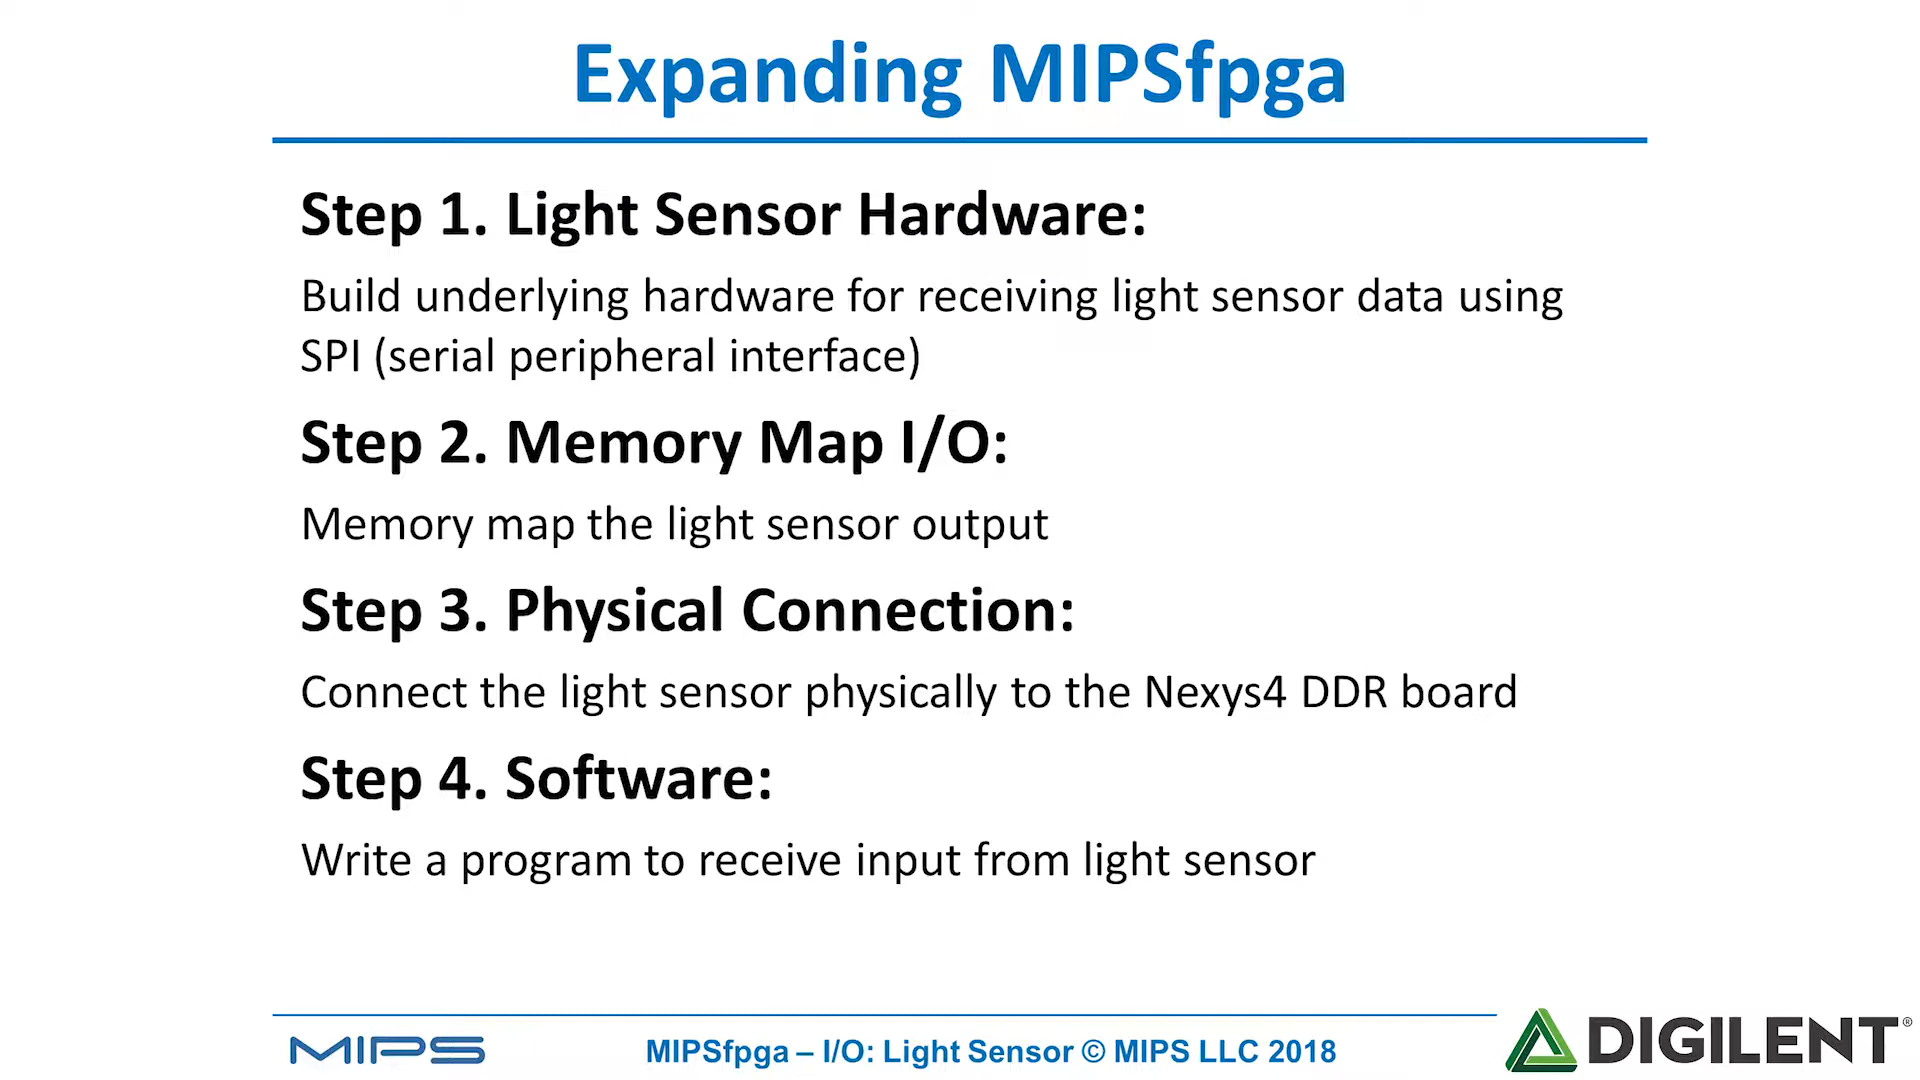 Expanding MIPSfpga
Step 1. Light Sensor Hardware:
Build underlying hardware for receiving light sensor data using
SPI (serial peripheral interface)
Step 2. Memory Map I/O:
Memory map the light sensor output
Step 3. Physical Connection:
Connect the light sensor physically to the Nexys4 DDR board
Step 4. Software:
Write a program to receive input from light sensor
MIPS
MIPSfpga – I/O: Light Sensor © MIPS LLC 2018
DIGILENT®